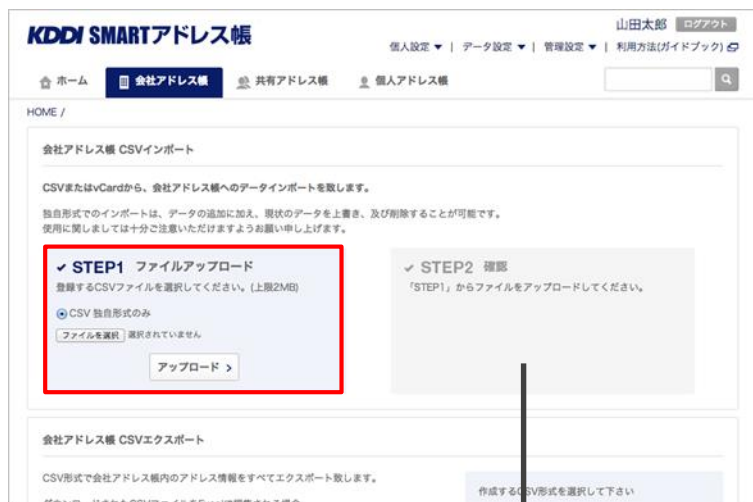 KDDI SMARTアドレス帳
山田太郎 ログアウト
個人設定 ▼ | データ設定 ▼ | 管理設定 ▼ | 利用方法(ガイドブック)
ホーム 会社アドレス帳 共有アドレス帳 個人アドレス帳
HOME /
会社アドレス帳 CSVインポート
CSVまたはvCardから、会社アドレス帳へのデータインポートを致します。
独自形式でのインポートは、データの追加に加え、現状のデータを上書き、及び削除することが可能です。
使用に関しましては十分ご注意いただけますようお願い申し上げます。
✓ STEP1 ファイルアップロード
登録するCSVファイルを選択してください。(上限2MB)
CSV 独自形式のみ
ファイルを選択 選択されていません
アップロード >
✓ STEP2 確認
「STEP1」からファイルをアップロードしてください。
会社アドレス帳 CSVエクスポート
CSV形式で会社アドレス帳内のアドレス情報をすべてエクスポート致します。
作成するCSV形式を選択して下さい